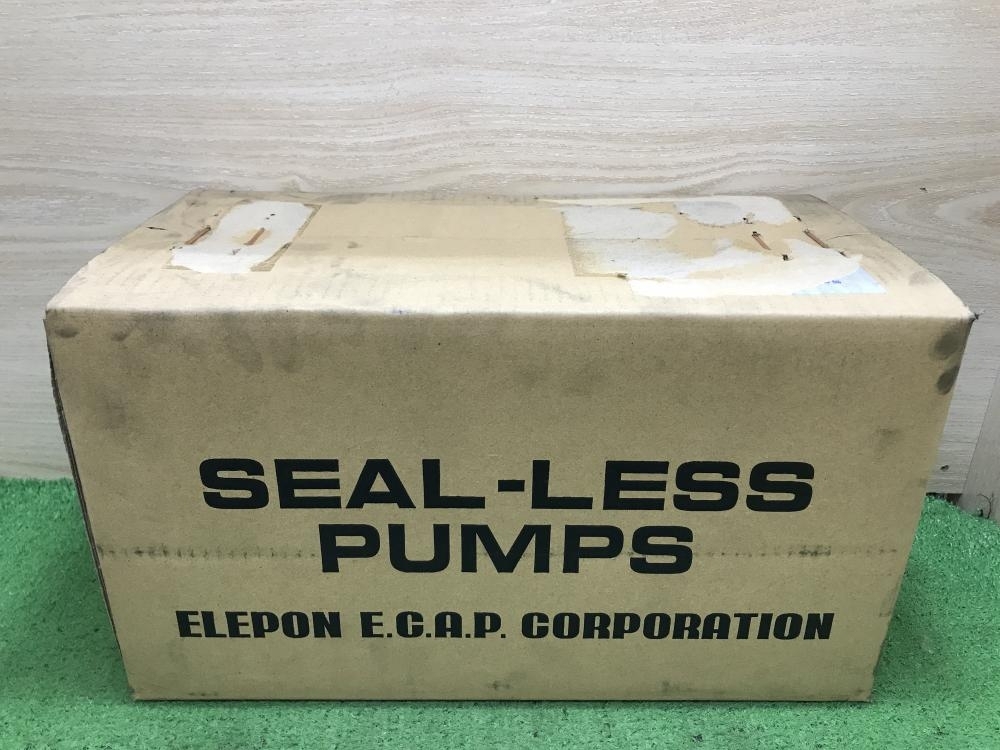 SEAL-LESS
PUMPS
ELEPON E.C.A.P. CORPORATION